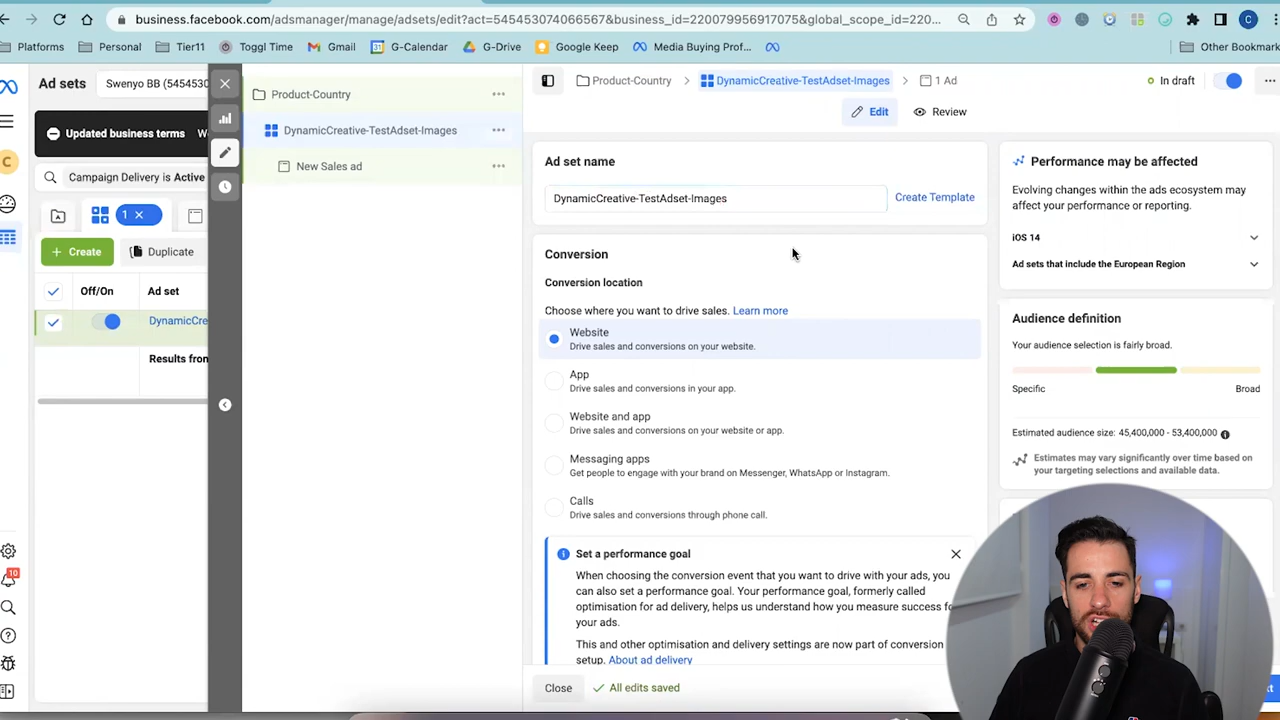 business.facebook.com/adsmanager/manage/adsets/edit?act=545453074066567&business_id=220079956917075&global_scope_id=220...
C
Platforms
Personal
Tier11
Toggl Time
Gmail
G-Calendar
G-Drive
Google Keep
Media Buying Prof...
Other Bookmark
Ad sets
Swenyo BB (54545
Updated business terms
Campaign Delivery is Active
1
Create
Duplicate
Off/On
Ad set
DynamicCre
Results from
10
Product-Country
DynamicCreative-TestAdset-Images
New Sales ad
Product-Country
DynamicCreative-TestAdset-Images
1 Ad
In draft
Edit
Review
Ad set name
DynamicCreative-TestAdset-Images
Create Template
Conversion
Conversion location
Choose where you want to drive sales. Learn more
Website
Drive sales and conversions on your website.
App
Drive sales and conversions in your app.
Website and app
Drive sales and conversions on your website or app.
Messaging apps
Get people to engage with your brand on Messenger, WhatsApp or Instagram.
Calls
Drive sales and conversions through phone call.
Set a performance goal
When choosing the conversion event that you want to drive with your ads, you
can also set a performance goal. Your performance goal, formerly called
optimisation for ad delivery, helps us understand how you measure success for
your ads.
This and other optimisation and delivery settings are now part of conversion
setup. About ad delivery
Close
All edits saved
Performance may be affected
Evolving changes within the ads ecosystem may
affect your performance or reporting.
iOS 14
Ad sets that include the European Region
Audience definition
Your audience selection is fairly broad.
Specific
Broad
Estimated audience size: 45,400,000 - 53,400,000
Estimates may vary significantly over time based on
your targeting selections and available data.